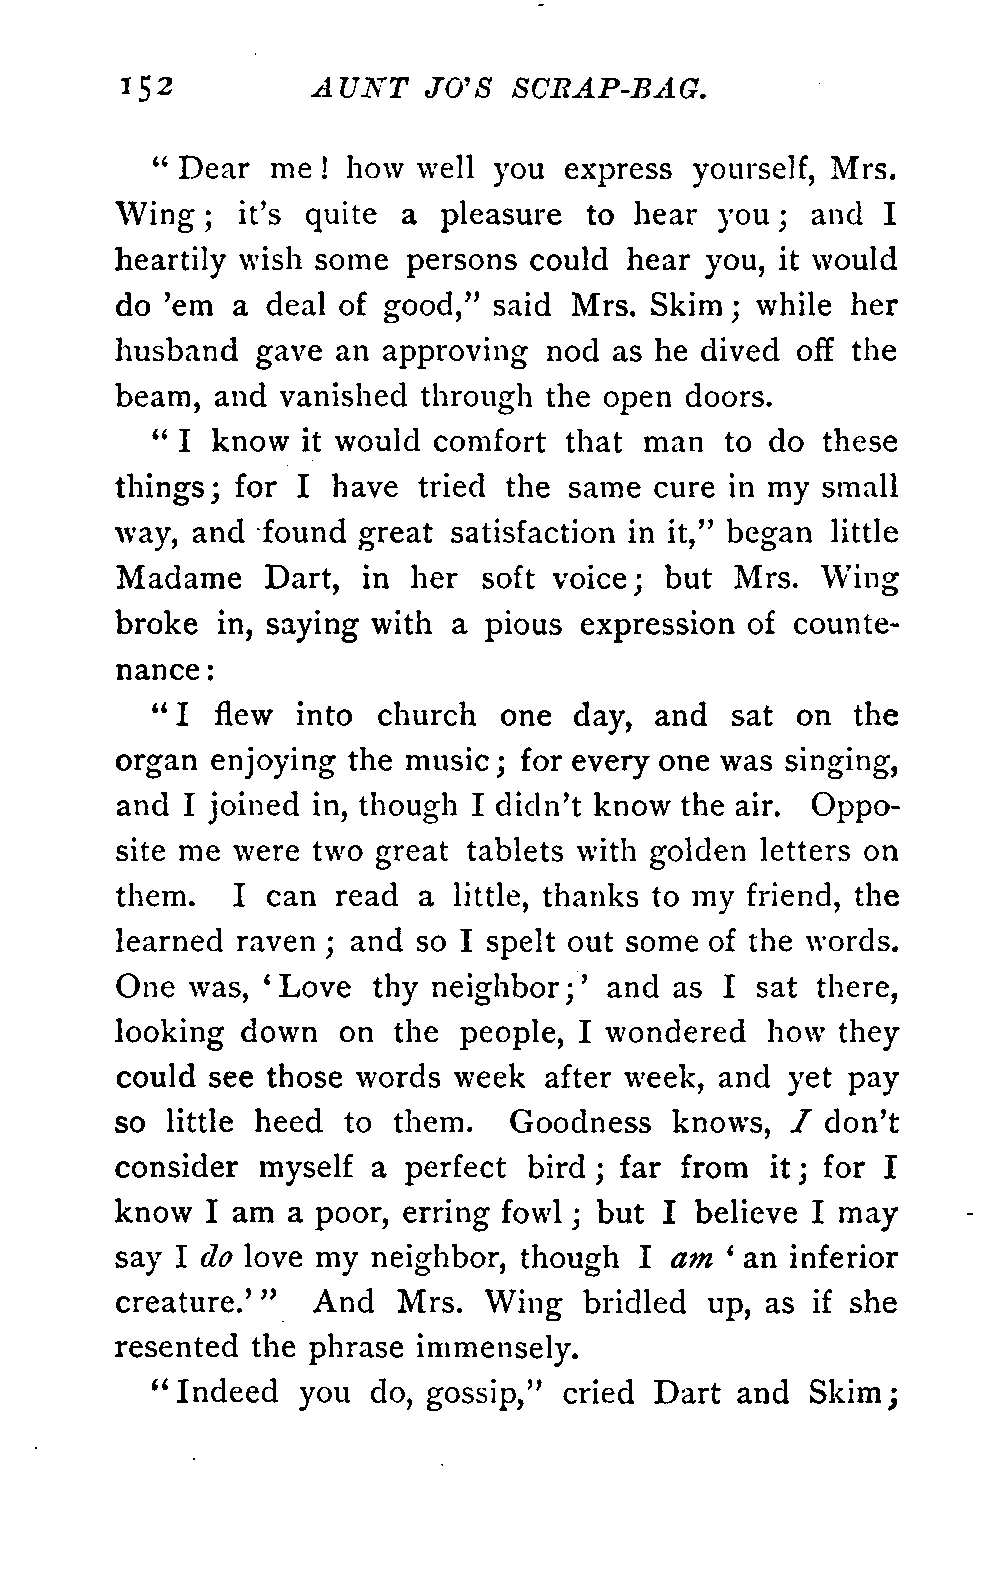 152 AUNT JO'S SCRAP-BAG.
" Dear me ! how well you express yourself, Mrs.
Wing ; it's quite a pleasure to hear you ; and I
heartily wish some persons could hear you, it would
do 'em a deal of good," said Mrs. Skim ; while her
husband gave an approving nod as he dived off the
beam, and vanished through the open doors.
" I know it would comfort that man to do these
things ; for I have tried the same cure in my small
way, and found great satisfaction in it," began little
Madame Dart, in her soft voice ; but Mrs. Wing
broke in, saying with a pious expression of counte-
nance :
" I flew into church one day, and sat on the
organ enjoying the music ; for every one was singing,
and I joined in, though I didn't know the air. Oppo-
site me were two great tablets with golden letters on
them. I can read a little, thanks to my friend, the
learned raven ; and so I spelt out some of the words.
One was, ' Love thy neighbor ; ' and as I sat there,
looking down on the people, I wondered how they
could see those words week after week, and yet pay
so little heed to them. Goodness knows, I don't
consider myself a perfect bird ; far from it ; for I
know I am a poor, erring fowl ; but I believe I may
say I do love my neighbor, though I am ' an inferior
creature.' " And Mrs. Wing bridled up, as if she
resented the phrase immensely.
" Indeed you do, gossip," cried Dart and Skim ;